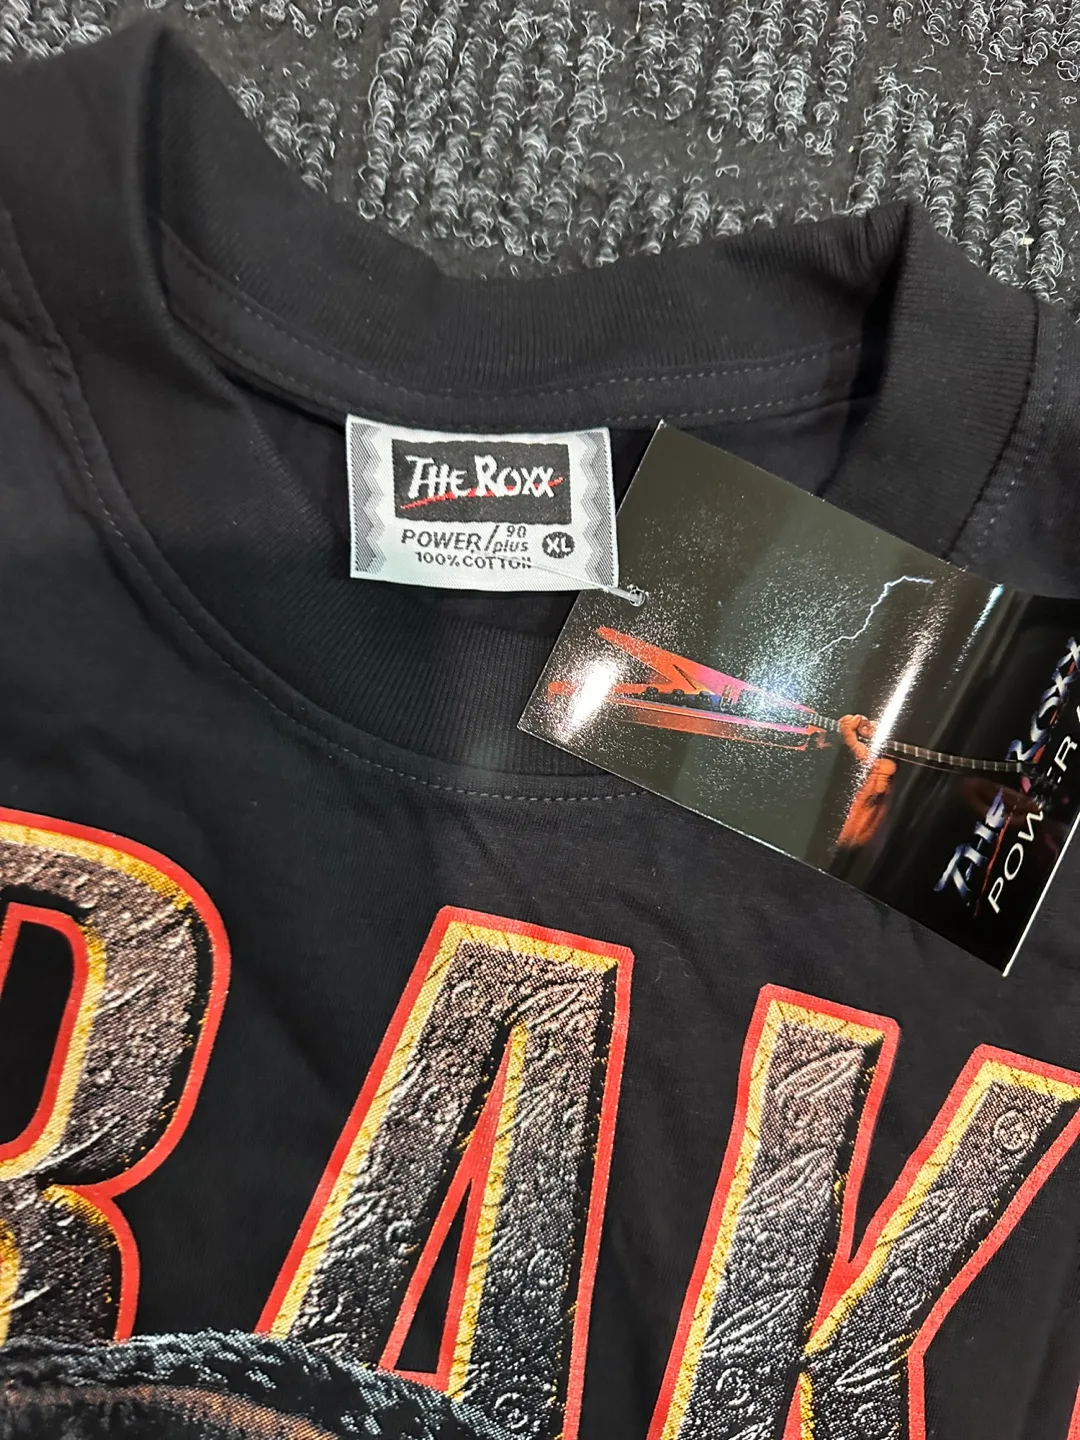 THE ROXX
POWER/90 plus XL
100% COTTON
THE ROXX
POWER
RAK